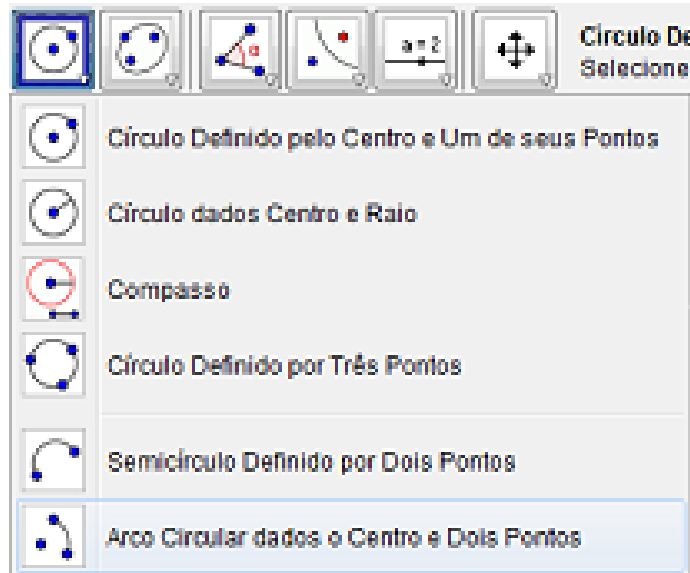 α
a = 2
Círculo De
Selecione
Círculo Definido pelo Centro e Um de seus Pontos
Círculo dados Centro e Raio
Compasso
Círculo Definido por Três Pontos
Semicírculo Definido por Dois Pontos
Arco Circular dados o Centro e Dois Pontos